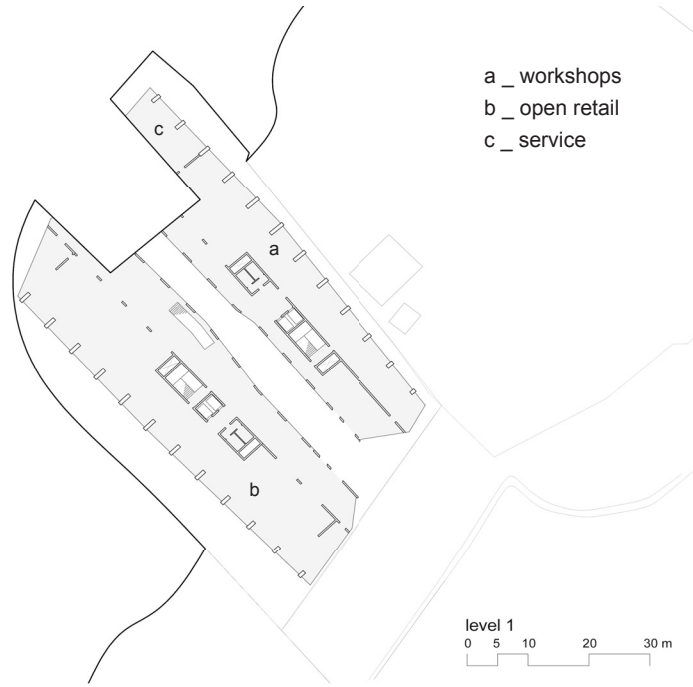 a _ workshops
b _ open retail
c _ service
c
a
b
level 1
0 5 10 20 30 m